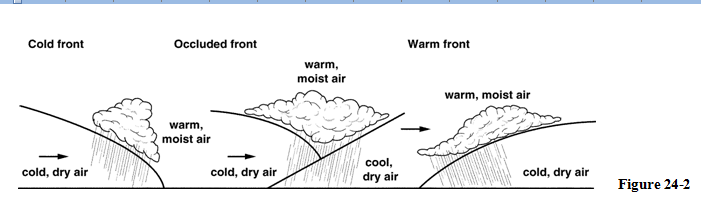 Cold front
Occluded front
Warm front
warm,
moist air
warm, moist air
warm,
moist air
cold, dry air
cold, dry air
cool,
dry air
cold, dry air
Figure 24-2